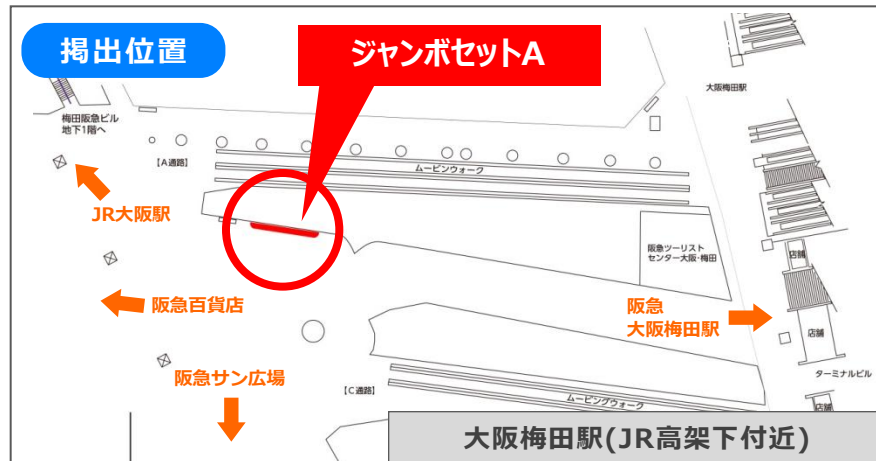 掲出位置
ジャンボセットA
大阪梅田駅
梅田阪急ビル
地下1階へ
【A通路】
ムービングウォーク
JR大阪駅
阪急ツーリスト
センター大阪・梅田
店舗
阪急百貨店
阪急
大阪梅田駅
店舗
阪急サン広場
ターミナルビル
【C通路】
ムービングウォーク
店舗
大阪梅田駅(JR高架下付近)